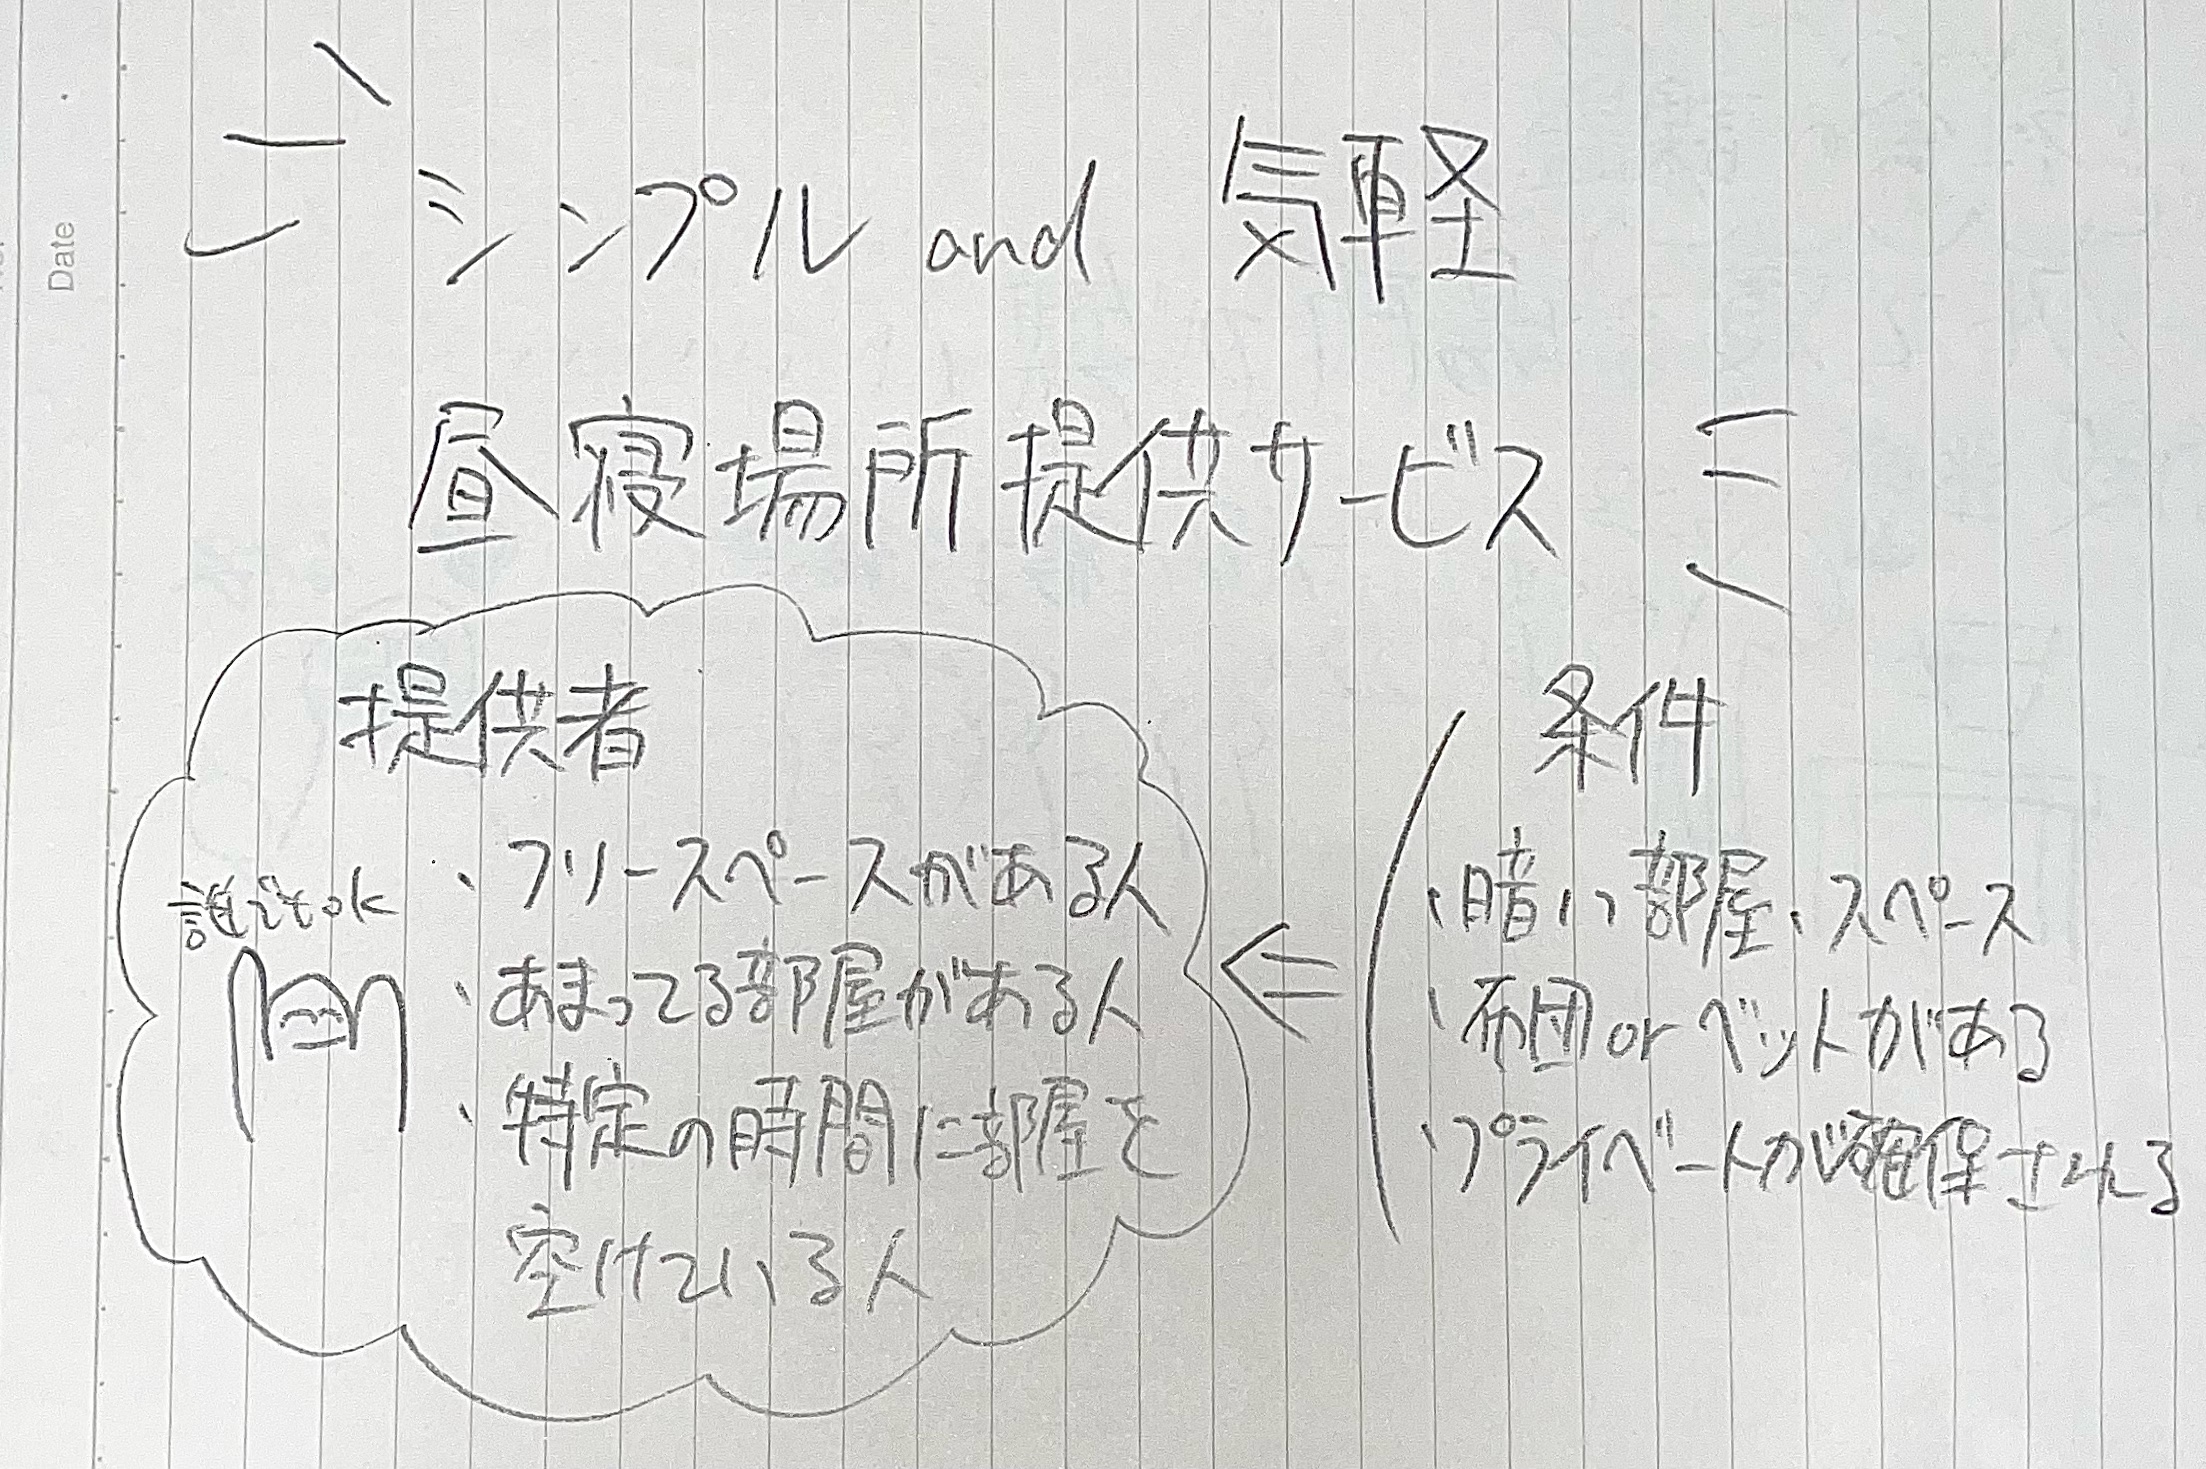 Date
シンプル and 気軽
昼寝場所提供サービス
提供者
誰でもok
・フリースペースがある人
・あまってる部屋がある人
・特定の時間に部屋を
空けている人
条件
・暗い部屋、スペース
・布団orベットがある
・プライベートが確保される